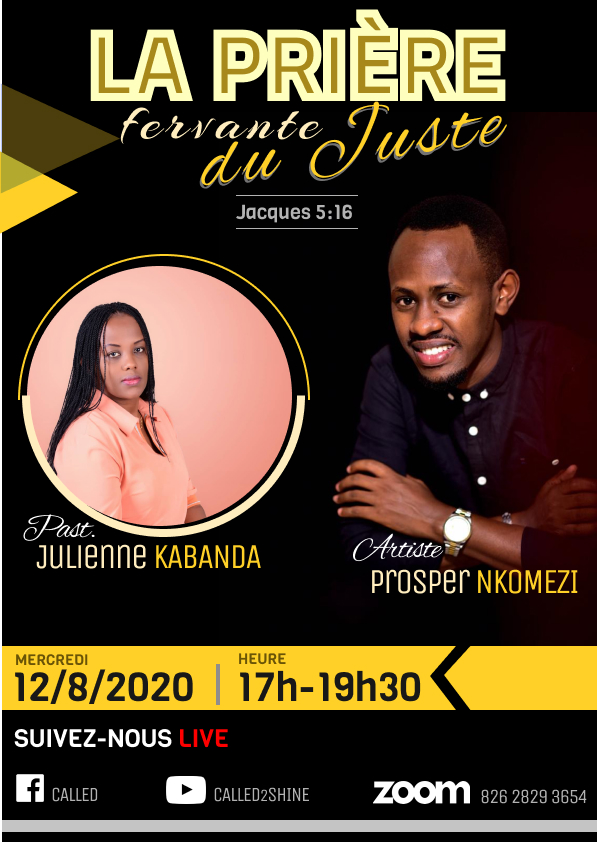 LA PRIÈRE
fervante
du Juste
Jacques 5:16
Past.
Julienne KABANDA
Artiste
Prosper NKOMEZI
MERCREDI
12/8/2020
HEURE
17h-19h30
SUIVEZ-NOUS LIVE
CALLED
CALLED2SHINE
zoom 826 2829 3654